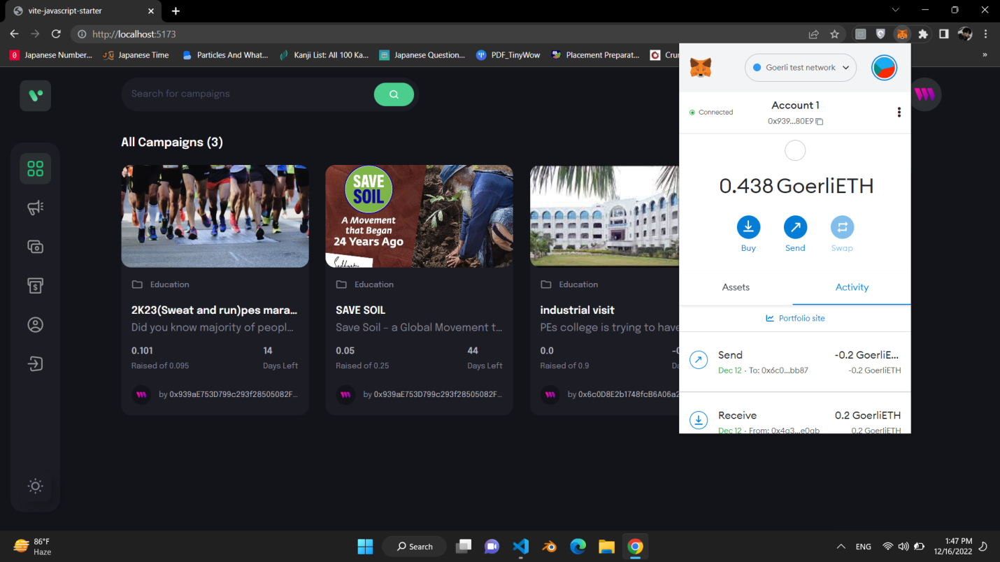 vite-javascript-starter
http://localhost:5173
Japanese Number...
Japanese Time
Particles And What...
Kanji List: All 100 Ka...
Japanese Question...
PDF_TinyWow
Placement Preparat...
Crun
»
Search for campaigns
All Campaigns (3)
SAVE
SOIL
A Movement
that Began
24 Years Ago
Sadhguru
Education
2K23(Sweat and run)pes mara...
Did you know majority of peopl...
0.101
14
Raised of 0.095
Days Left
by 0x939aE753D799c293f28505082F...
Education
SAVE SOIL
Save Soil – a Global Movement t...
0.05
44
Raised of 0.25
Days Left
by 0x939aE753D799c293f28505082F...
Education
industrial visit
PEs college is trying to have
0.0
Raised of 0.9
by 0x6c0D8E2b1748fcB6A06a2
Goerli test network
Connected
Account 1
0x939...80E9
0.438 GoerliETH
Buy
Send
Swap
Assets
Activity
Portfolio site
Send
-0.2 GoerliE...
Dec 12 · To: 0x6c0...bb87
-0.2 GoerliETH
Receive
0.2 GoerliETH
Dec 12 · From: 0x4a3...e0ab
0.2 GoerliETH
86°F
Haze
Search
ENG
1:47 PM
12/16/2022